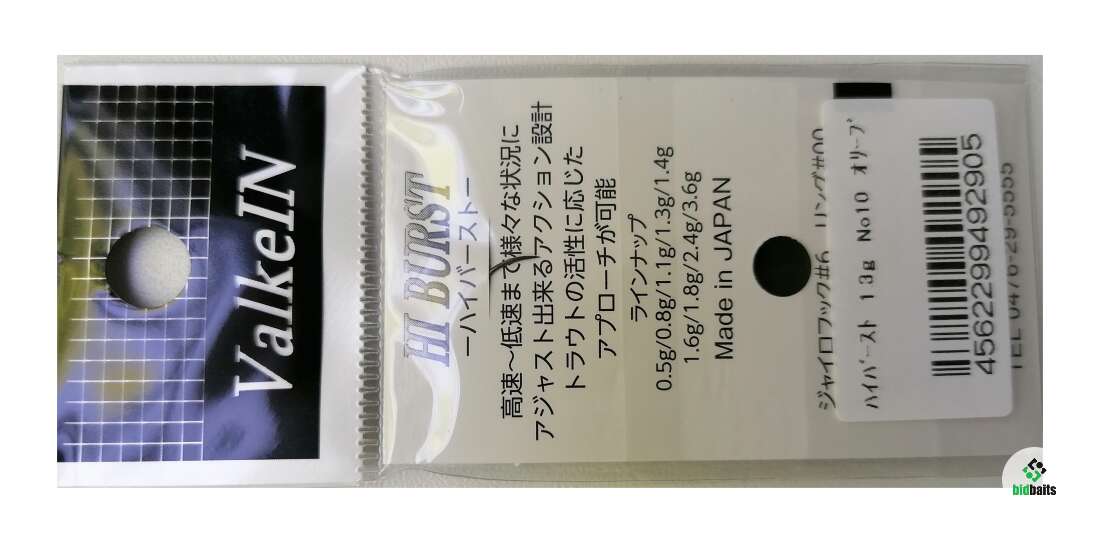 ValkeIN
HI BURST
ーハイバーストー
高速〜低速まで様々な状況に
アジャスト出来るアクション設計
トラウトの活性に応じた
アプローチが可能
ラインナップ
0.5g/0.8g/1.1g/1.3g/1.4g
1.6g/1.8g/2.4g/3.6g
Made in JAPAN
ジャイロフック#6 リング#00
ﾊｲﾊﾞｰｽﾄ 1.3g No10 ｵﾘｰﾌﾞ
4562299492905
TEL 0476-29-5555
bidbaits